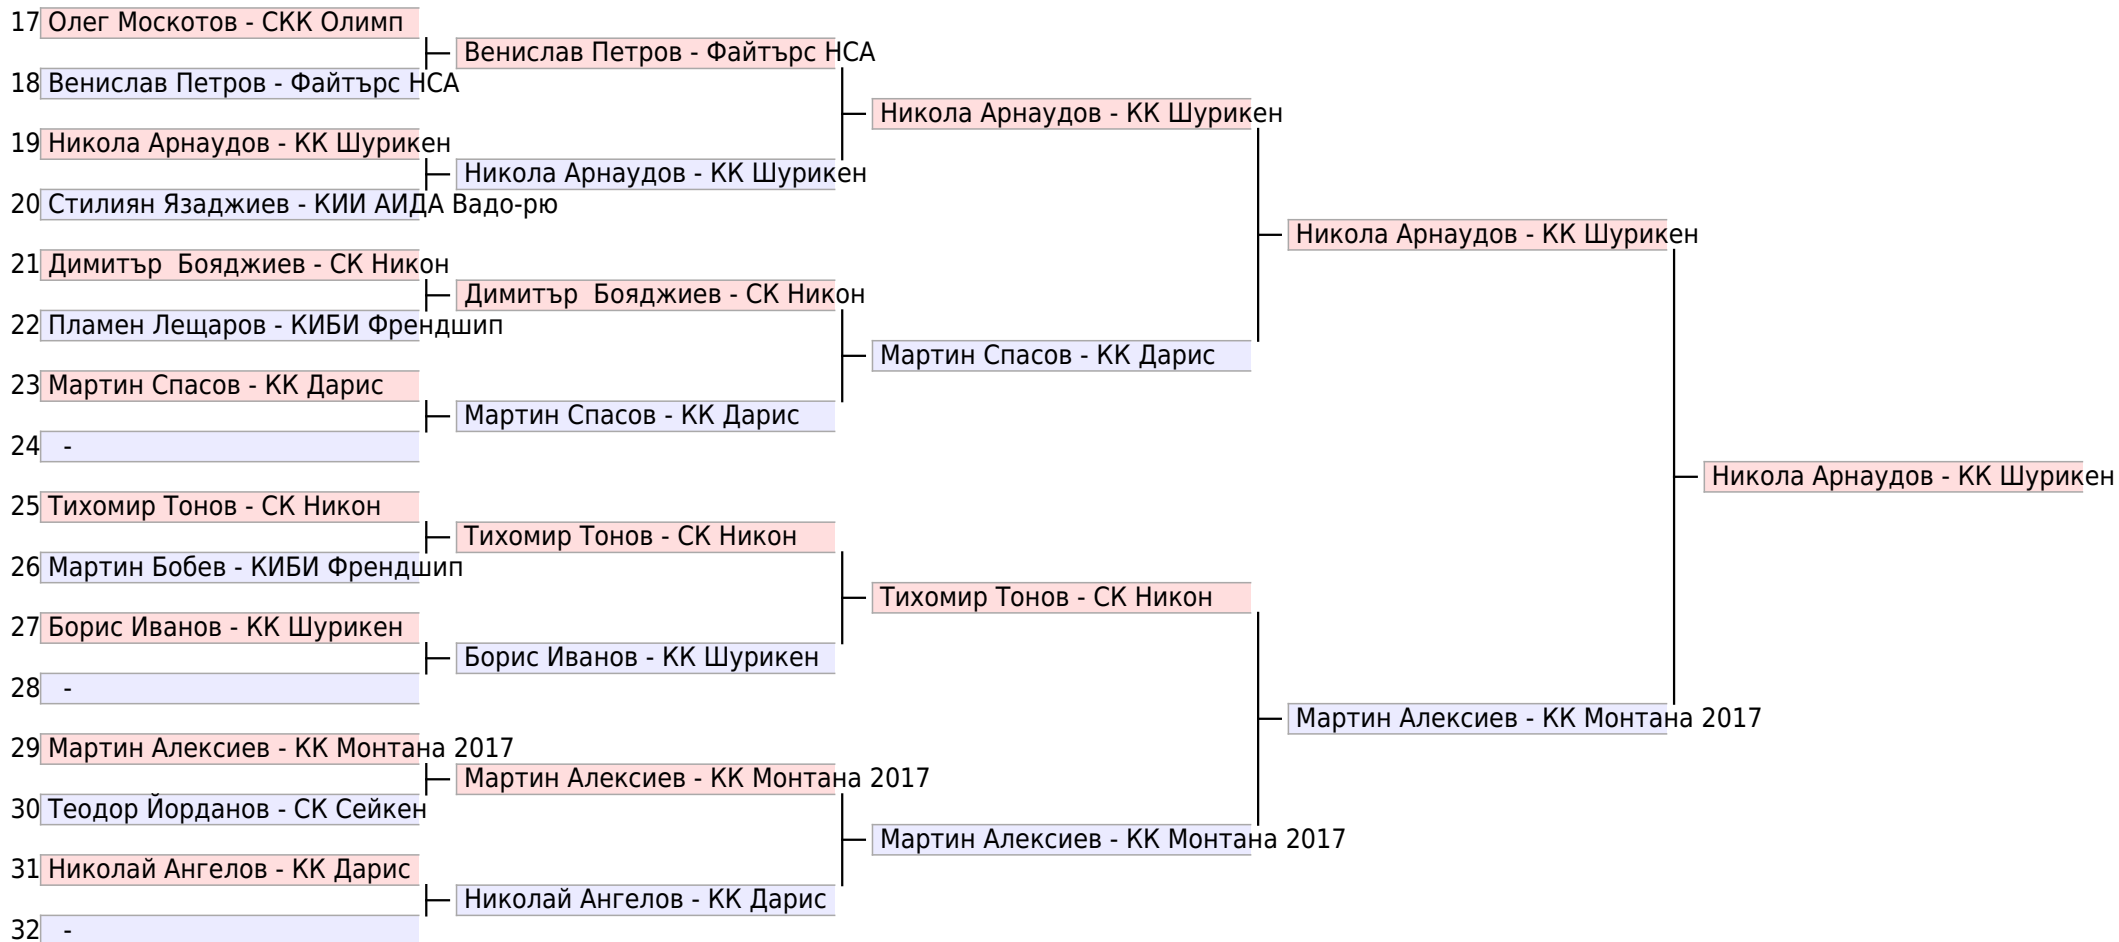 17 Олег Москотов - СКК Олимп
Венислав Петров - Файтърс НСА
18 Венислав Петров - Файтърс НСА
Никола Арнаудов - КК Шурикен
19 Никола Арнаудов - КК Шурикен
Никола Арнаудов - КК Шурикен
20 Стилиян Язаджиев - КИИ АИДА Вадо-рю
Никола Арнаудов - КК Шурикен
21 Димитър  Бояджиев - СК Никон
Димитър  Бояджиев - СК Никон
22 Пламен Лещаров - КИБИ Френдшип
Мартин Спасов - КК Дарис
23 Мартин Спасов - КК Дарис
Мартин Спасов - КК Дарис
24 -
Никола Арнаудов - КК Шурикен
25 Тихомир Тонов - СК Никон
Тихомир Тонов - СК Никон
26 Мартин Бобев - КИБИ Френдшип
Тихомир Тонов - СК Никон
27 Борис Иванов - КК Шурикен
Борис Иванов - КК Шурикен
28 -
Мартин Алексиев - КК Монтана 2017
29 Мартин Алексиев - КК Монтана 2017
Мартин Алексиев - КК Монтана 2017
30 Теодор Йорданов - СК Сейкен
Мартин Алексиев - КК Монтана 2017
31 Николай Ангелов - КК Дарис
Николай Ангелов - КК Дарис
32 -